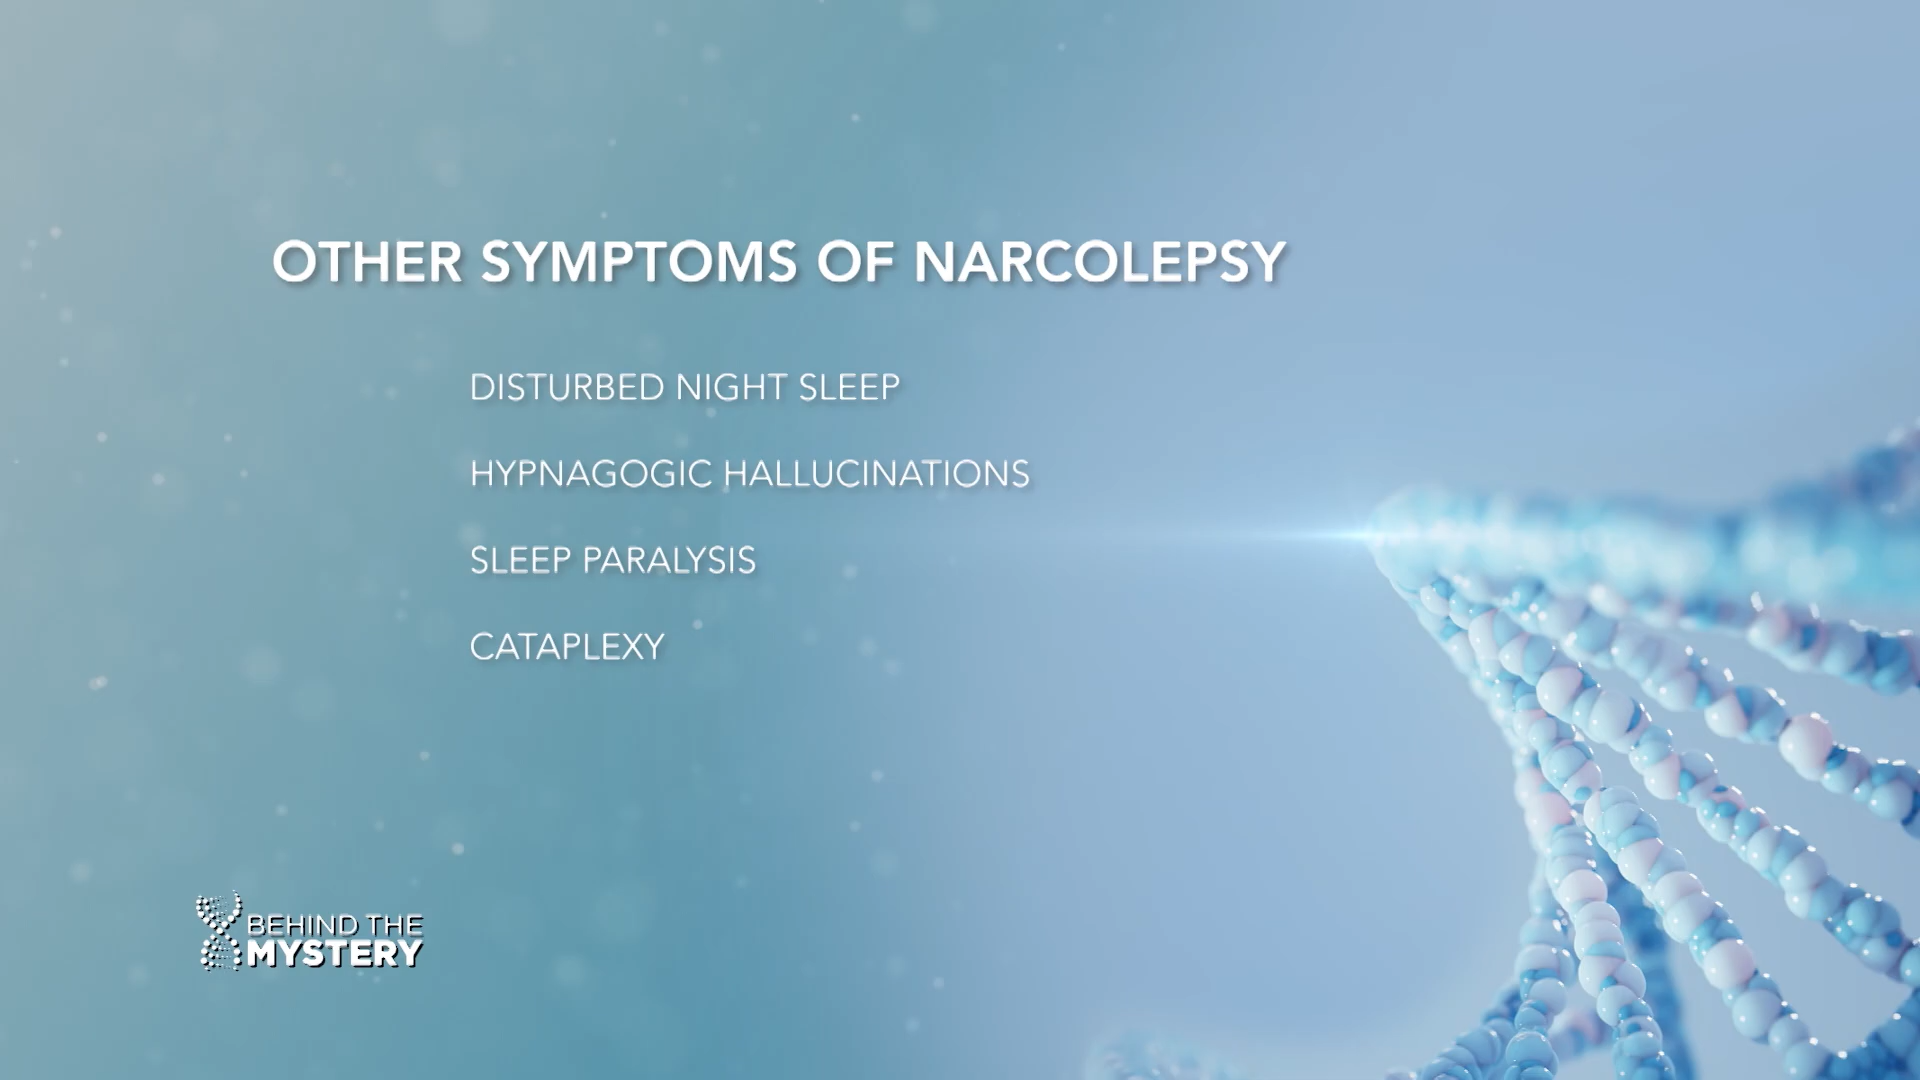 OTHER SYMPTOMS OF NARCOLEPSY
DISTURBED NIGHT SLEEP
HYPNAGOGIC HALLUCINATIONS
SLEEP PARALYSIS
CATAPLEXY
BEHIND THE
MYSTERY